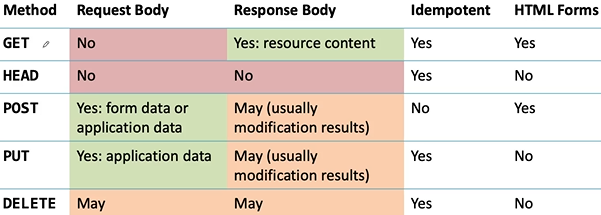 Method Request Body Response Body Idempotent HTML Forms
GET No Yes: resource content Yes Yes
HEAD No No Yes No
POST Yes: form data or application data May (usually modification results) No Yes
PUT Yes: application data May (usually modification results) Yes No
DELETE May May Yes No